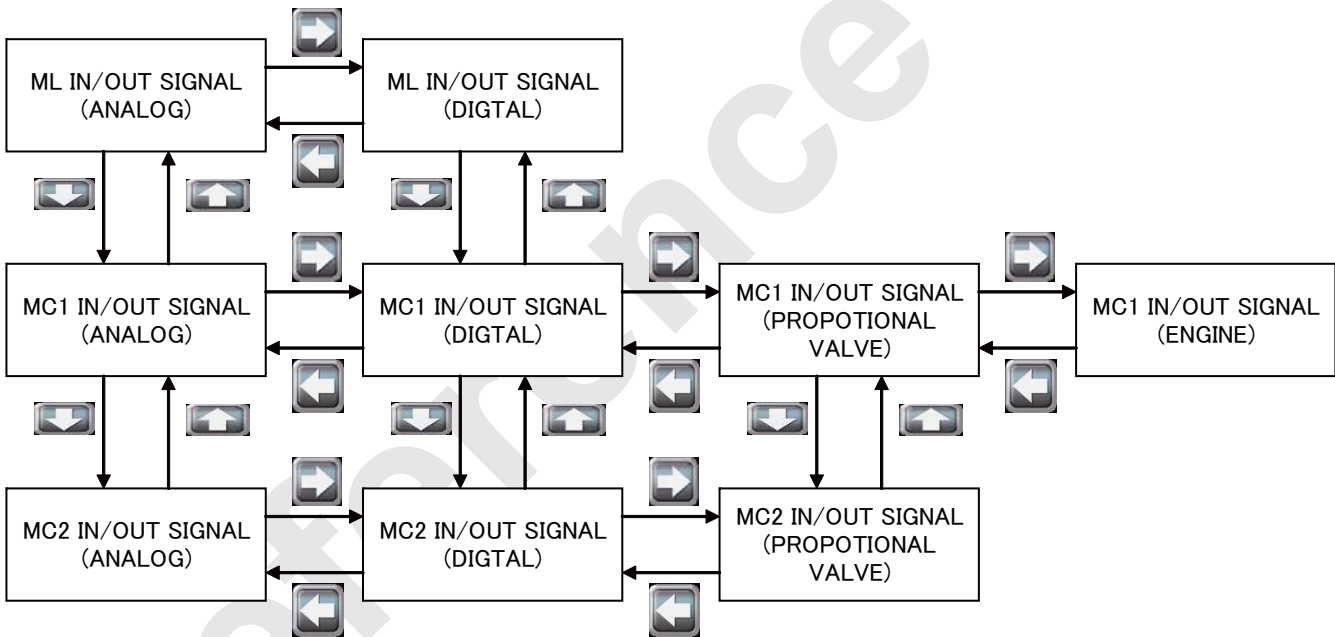 ML IN/OUT SIGNAL
(ANALOG)
ML IN/OUT SIGNAL
(DIGTAL)
MC1 IN/OUT SIGNAL
(ANALOG)
MC1 IN/OUT SIGNAL
(DIGTAL)
MC1 IN/OUT SIGNAL
(PROPOTIONAL
VALVE)
MC1 IN/OUT SIGNAL
(ENGINE)
MC2 IN/OUT SIGNAL
(ANALOG)
MC2 IN/OUT SIGNAL
(DIGTAL)
MC2 IN/OUT SIGNAL
(PROPOTIONAL
VALVE)